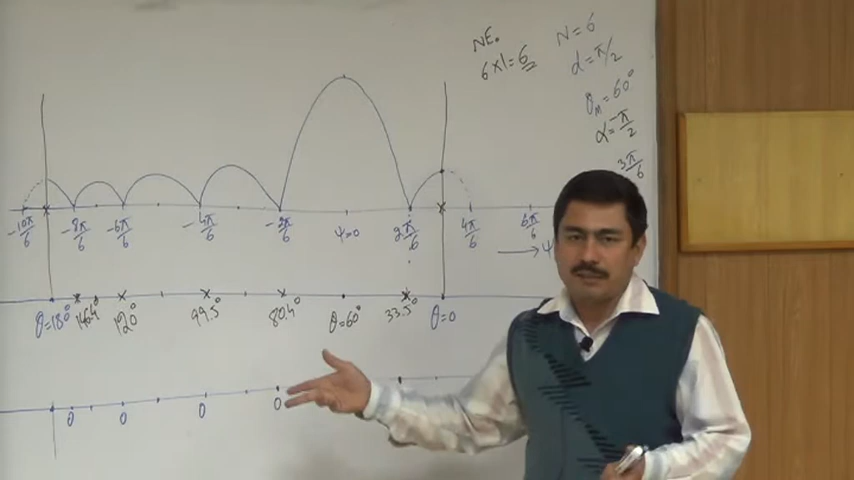 NE.
6×1=6
N=6
d=π/2
θM=60°
α=-π/2
3π/6
-10π/6 -8π/6 -6π/6 -4π/6 -2π/6 ψ=0 2π/6 4π/6 6π/6
→ψ
θ=180° 146.4° 120 99.5° 80.4° θ=60° 33.5° θ=0
0 0 0 0